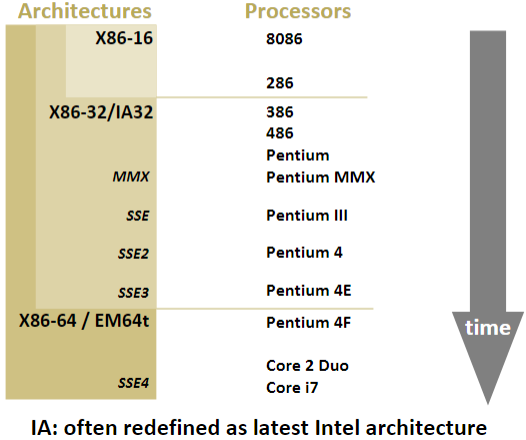 Architectures Processors
X86-16 8086
286
X86-32/IA32 386
486
Pentium
MMX Pentium MMX
SSE Pentium III
SSE2 Pentium 4
SSE3 Pentium 4E
X86-64 / EM64t Pentium 4F
time
Core 2 Duo
SSE4 Core i7
IA: often redefined as latest Intel architecture